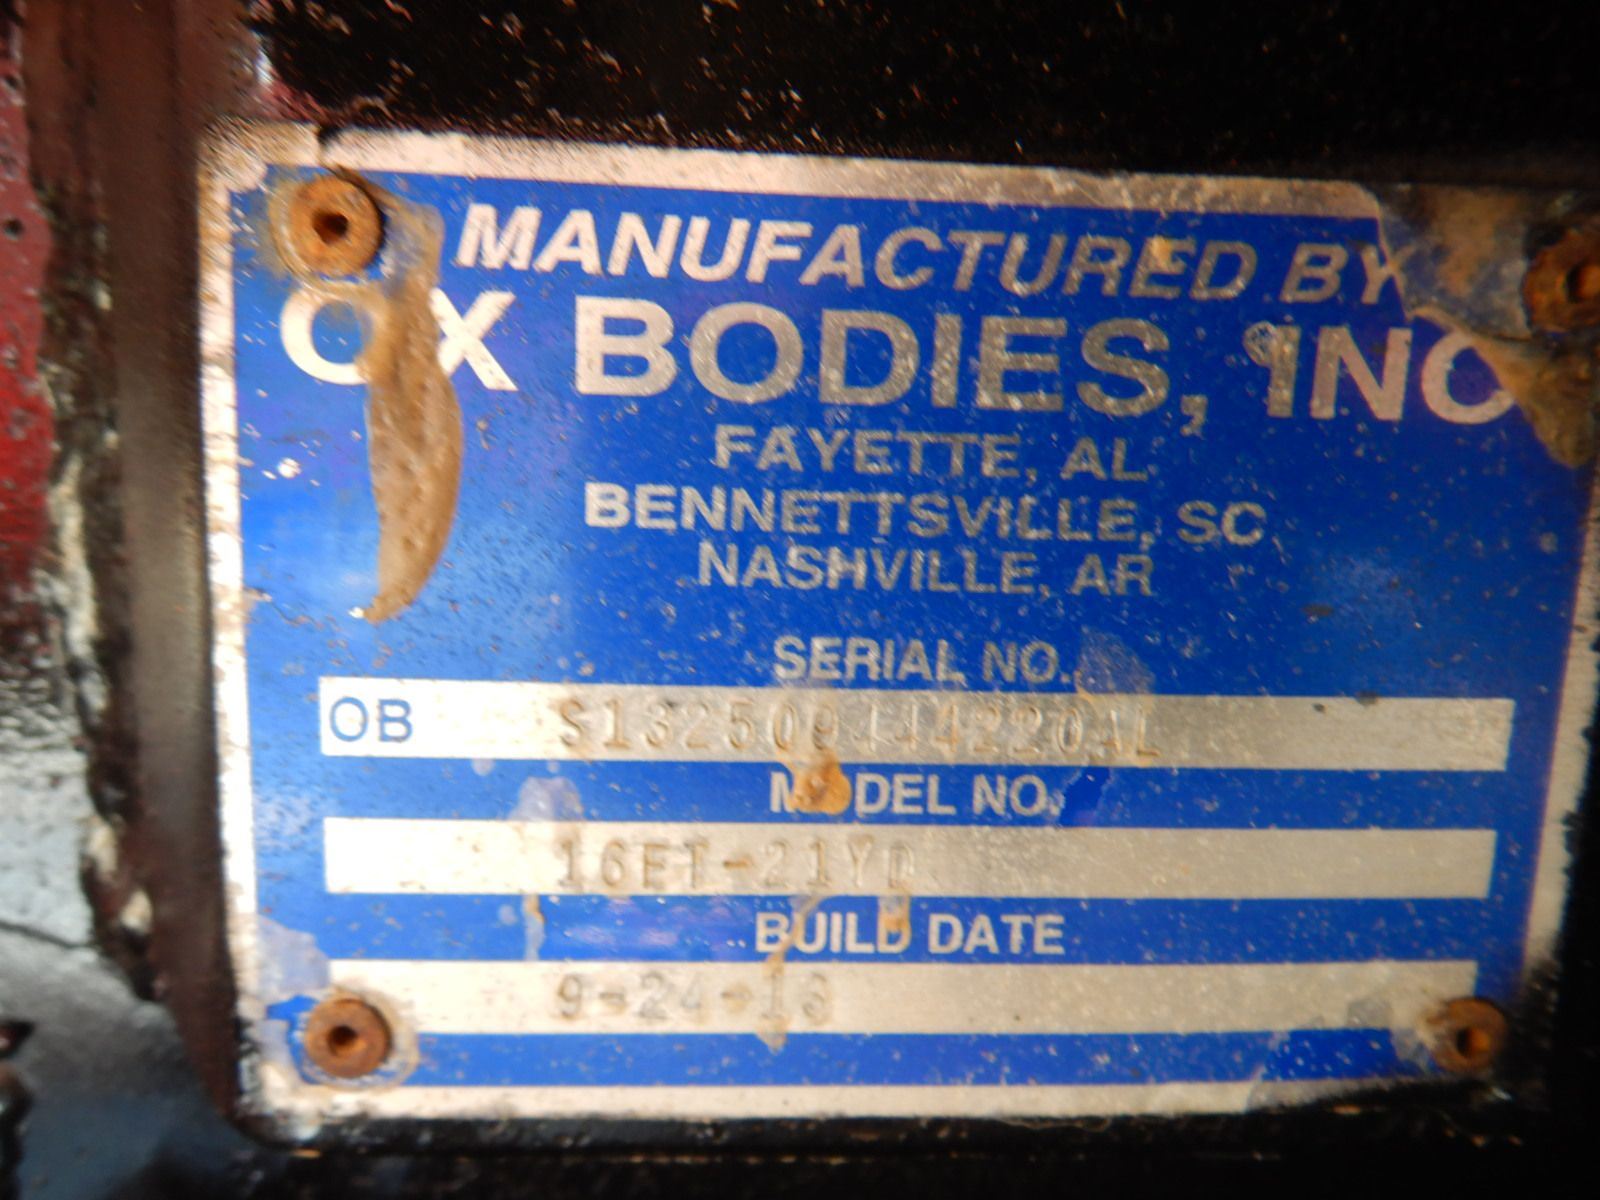 MANUFACTURED BY
OX BODIES, INC
FAYETTE, AL
BENNETTSVILLE, SC
NASHVILLE, AR
SERIAL NO.
OB
MODEL NO.
16ET-21YD
BUILD DATE
9-24-13